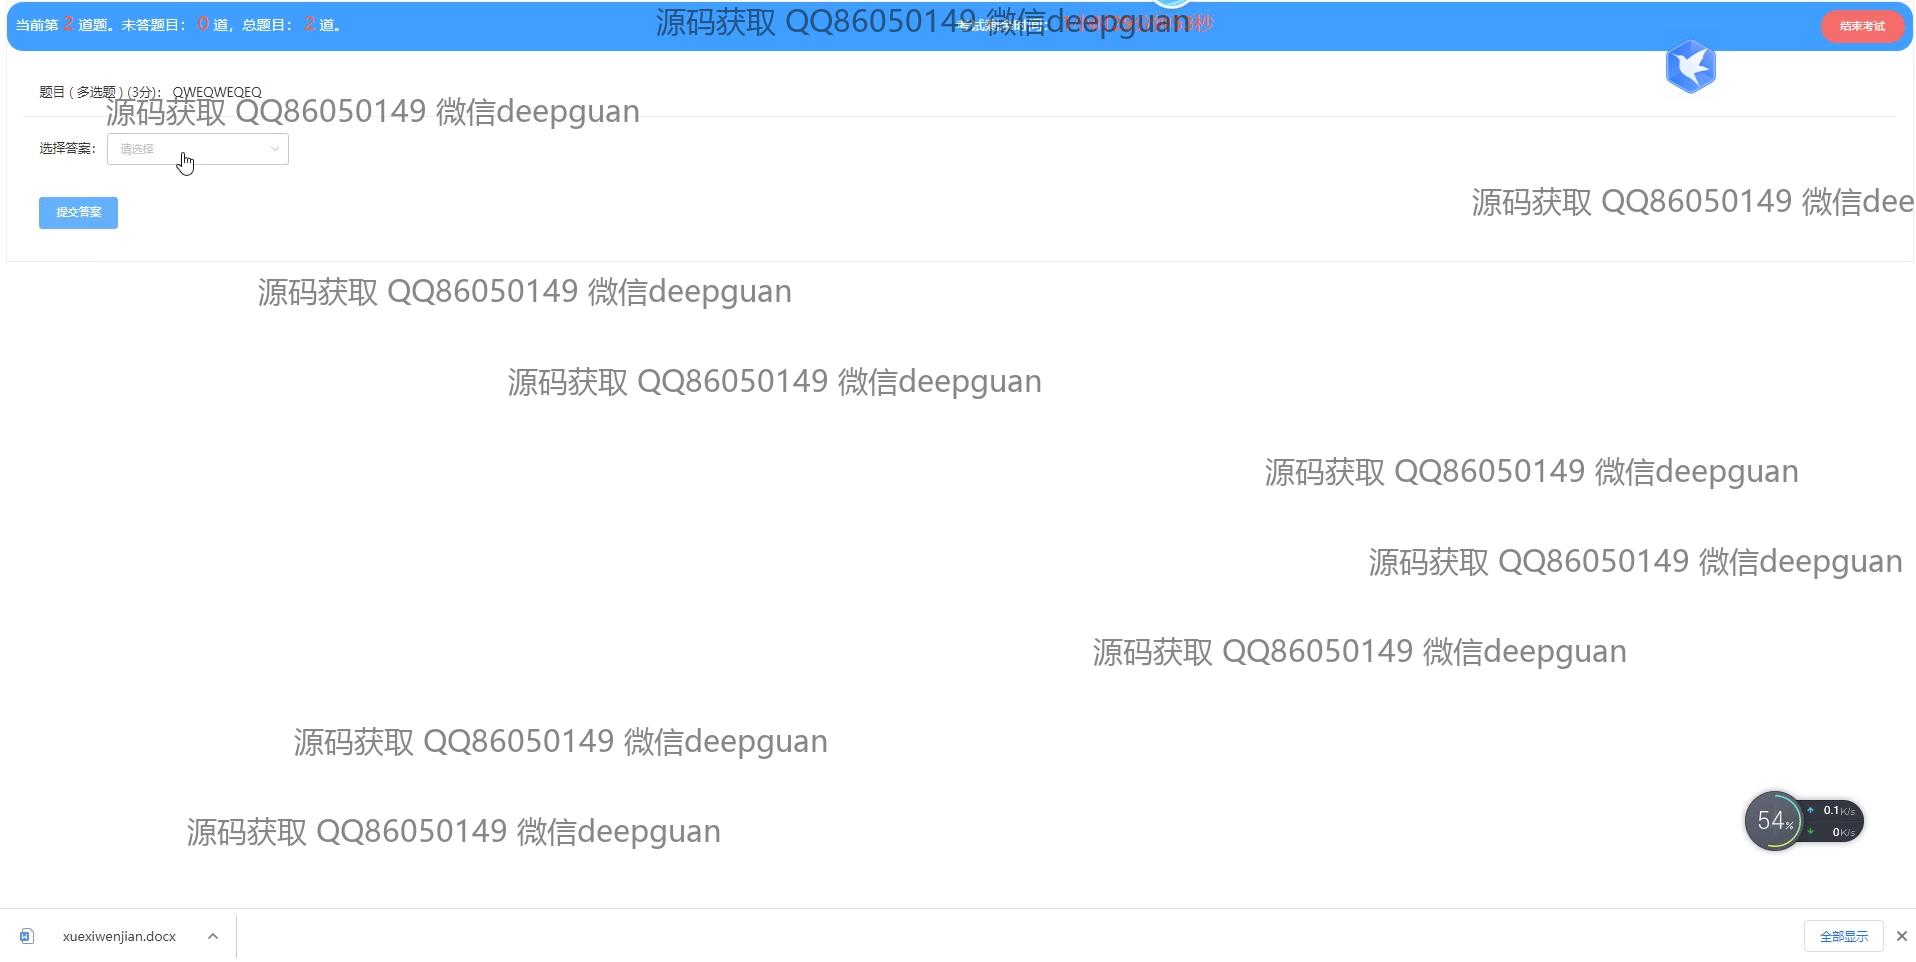 当前第 2 道题。未答题目： 0 道，总题目： 2 道。
源码获取 QQ86050149 微信deepguan
考试剩余时间：
秒
结束考试
题目 ( 多选题 ) (3分)： QWEQWEQEQ
源码获取 QQ86050149 微信deepguan
选择答案： 请选择
源码获取 QQ86050149 微信dee
提交答案
源码获取 QQ86050149 微信deepguan
源码获取 QQ86050149 微信deepguan
源码获取 QQ86050149 微信deepguan
源码获取 QQ86050149 微信deepguan
源码获取 QQ86050149 微信deepguan
源码获取 QQ86050149 微信deepguan
54% 0.1K/s
0K/s
源码获取 QQ86050149 微信deepguan
xuexiwenjian.docx
全部显示